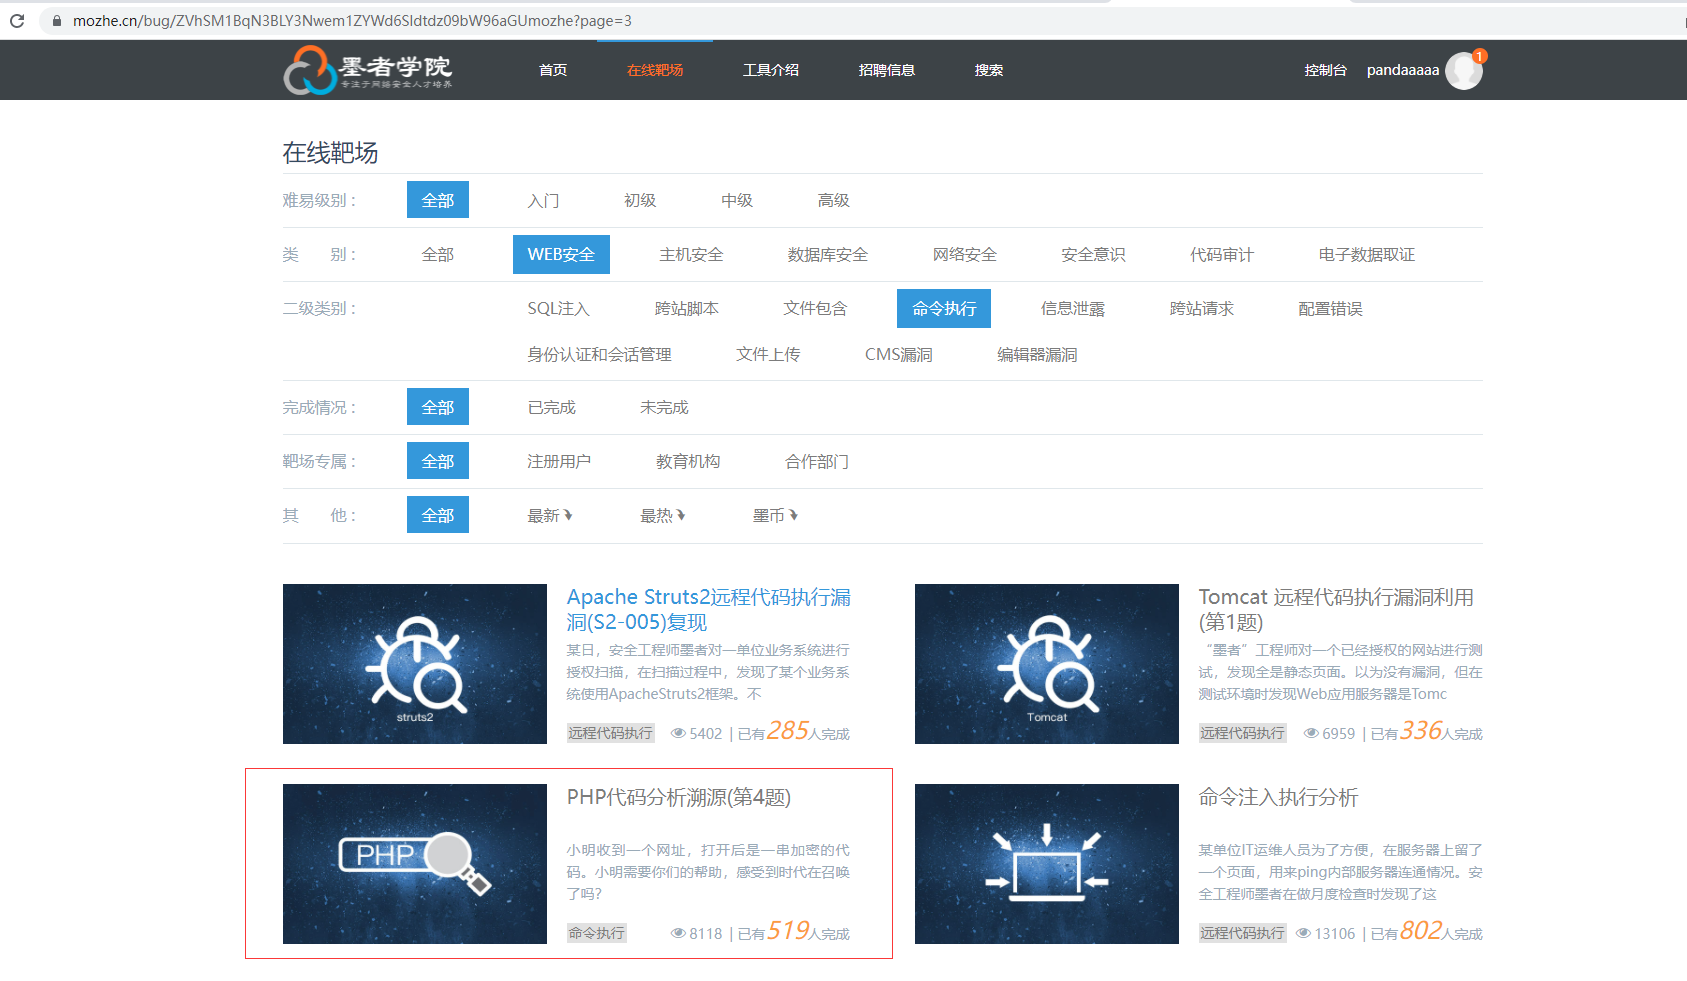 mozhe.cn/bug/ZVhSM1BqN3BLY3Nwem1ZYWd6SldtdzO9bW96aGUmozhe?page=3
墨者学院
专注于网络安全人才培养
首页 在线靶场 工具介绍 招聘信息 搜索 控制台 pandaaaaa 1
在线靶场
难易级别： 全部 入门 初级 中级 高级
类 别： 全部 WEB安全 主机安全 数据库安全 网络安全 安全意识 代码审计 电子数据取证
二级类别： SQL注入 跨站脚本 文件包含 命令执行 信息泄露 跨站请求 配置错误
身份认证和会话管理 文件上传 CMS漏洞 编辑器漏洞
完成情况： 全部 已完成 未完成
靶场专属： 全部 注册用户 教育机构 合作部门
其 他： 全部 最新 最热 墨币
struts2
Apache Struts2远程代码执行漏
洞(S2-005)复现
某日，安全工程师墨者对一单位业务系统进行
授权扫描，在扫描过程中，发现了某个业务系
统使用ApacheStruts2框架。不
远程代码执行 5402 | 已有285人完成
Tomcat
Tomcat 远程代码执行漏洞利用
(第1题)
“墨者”工程师对一个已经授权的网站进行测
试，发现全是静态页面。以为没有漏洞，但在
测试环境时发现Web应用服务器是Tomc
远程代码执行 6959 | 已有336人完成
PHP
PHP代码分析溯源(第4题)
小明收到一个网址，打开后是一串加密的代
码。小明需要你们的帮助，感受到时代在召唤
了吗?
命令执行 8118 | 已有519人完成
命令注入执行分析
某单位IT运维人员为了方便，在服务器上留了
一个页面，用来ping内部服务器连通情况。安
全工程师墨者在做月度检查时发现了这
远程代码执行 13106 | 已有802人完成